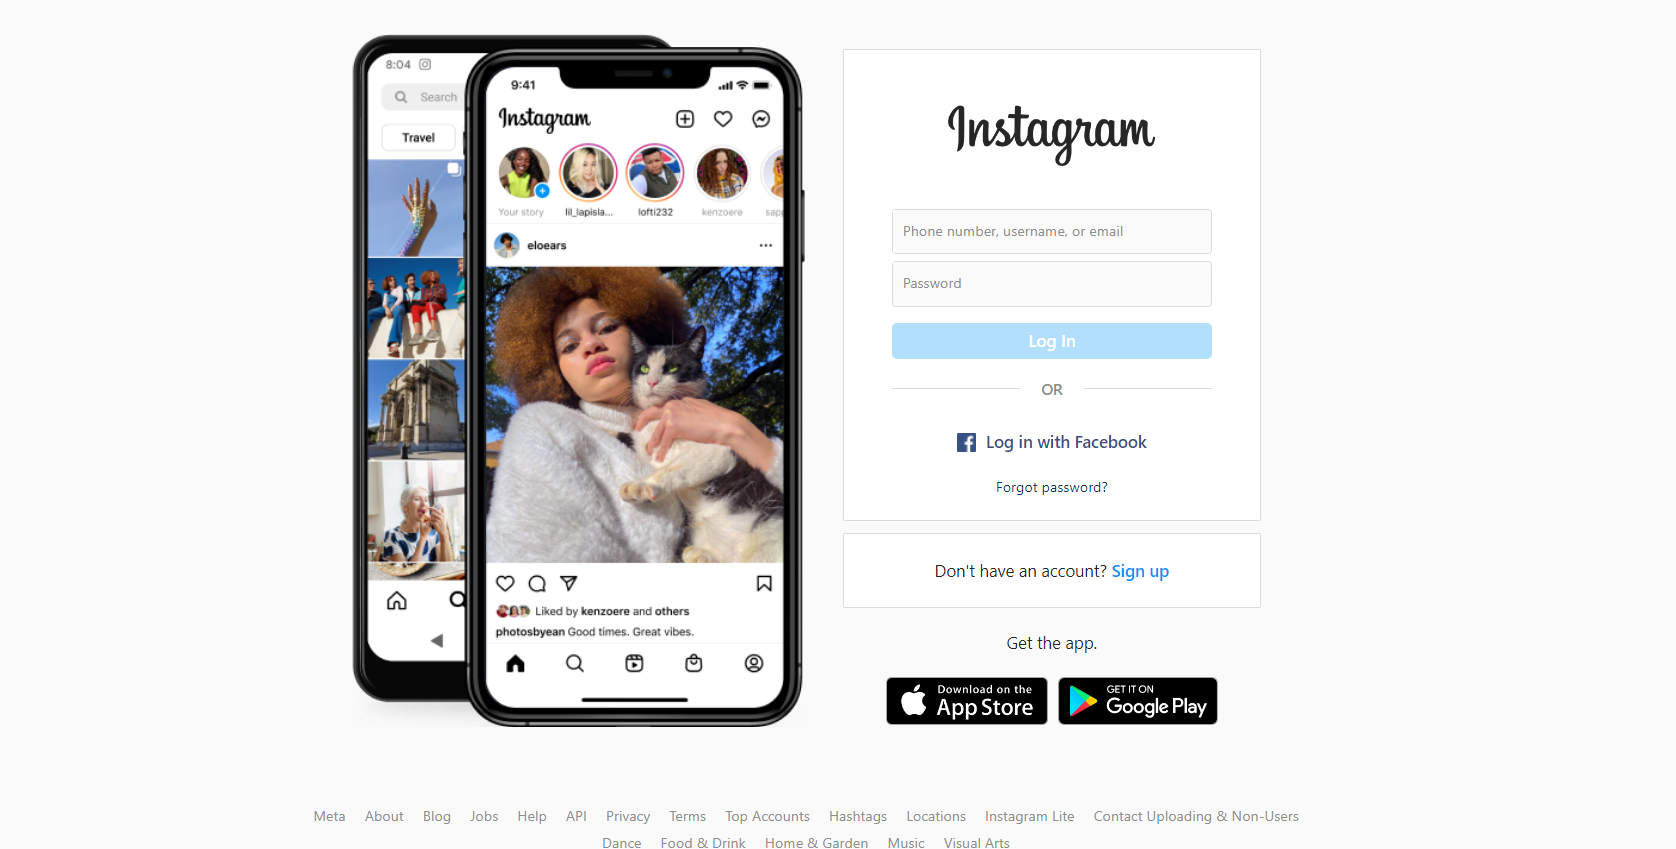 8:04
Search
Travel
9:41
Instagram
Your story lil_lapisla... lofti232 kenzoere sap
eloears
Liked by kenzoere and others
photosbyean Good times. Great vibes.
Instagram
Phone number, username, or email
Password
Log In
OR
Log in with Facebook
Forgot password?
Don't have an account? Sign up
Get the app.
Download on the
App Store
GET IT ON
Google Play
Meta About Blog Jobs Help API Privacy Terms Top Accounts Hashtags Locations Instagram Lite Contact Uploading & Non-Users
Dance Food & Drink Home & Garden Music Visual Arts